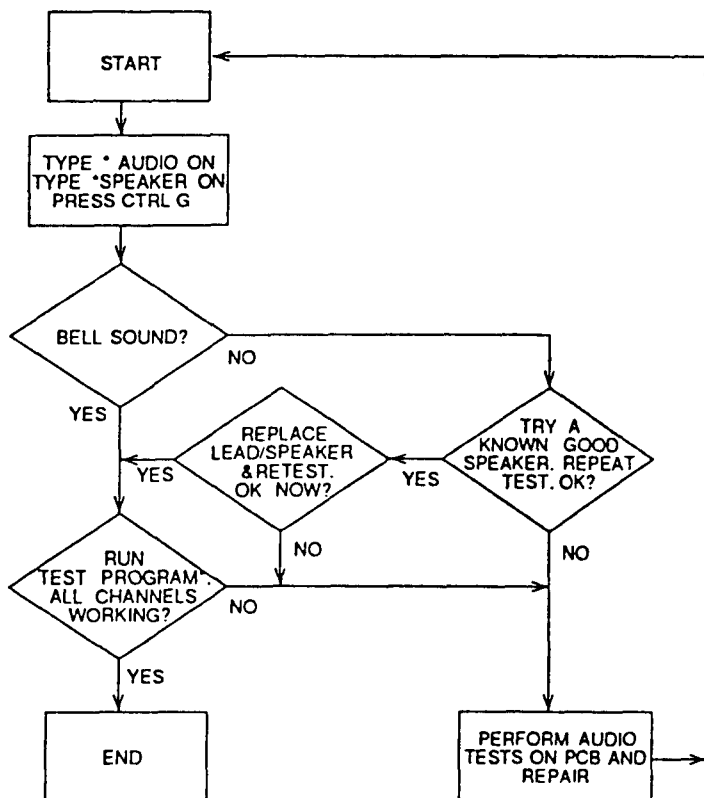 START
TYPE * AUDIO ON
TYPE *SPEAKER ON
PRESS CTRL G
BELL SOUND?
NO
YES
TRY A
KNOWN GOOD
SPEAKER. REPEAT
TEST. OK?
YES
NO
REPLACE
LEAD/SPEAKER
& RETEST.
OK NOW?
YES
NO
RUN
"TEST PROGRAM".
ALL CHANNELS
WORKING?
NO
YES
END
PERFORM AUDIO
TESTS ON PCB AND
REPAIR